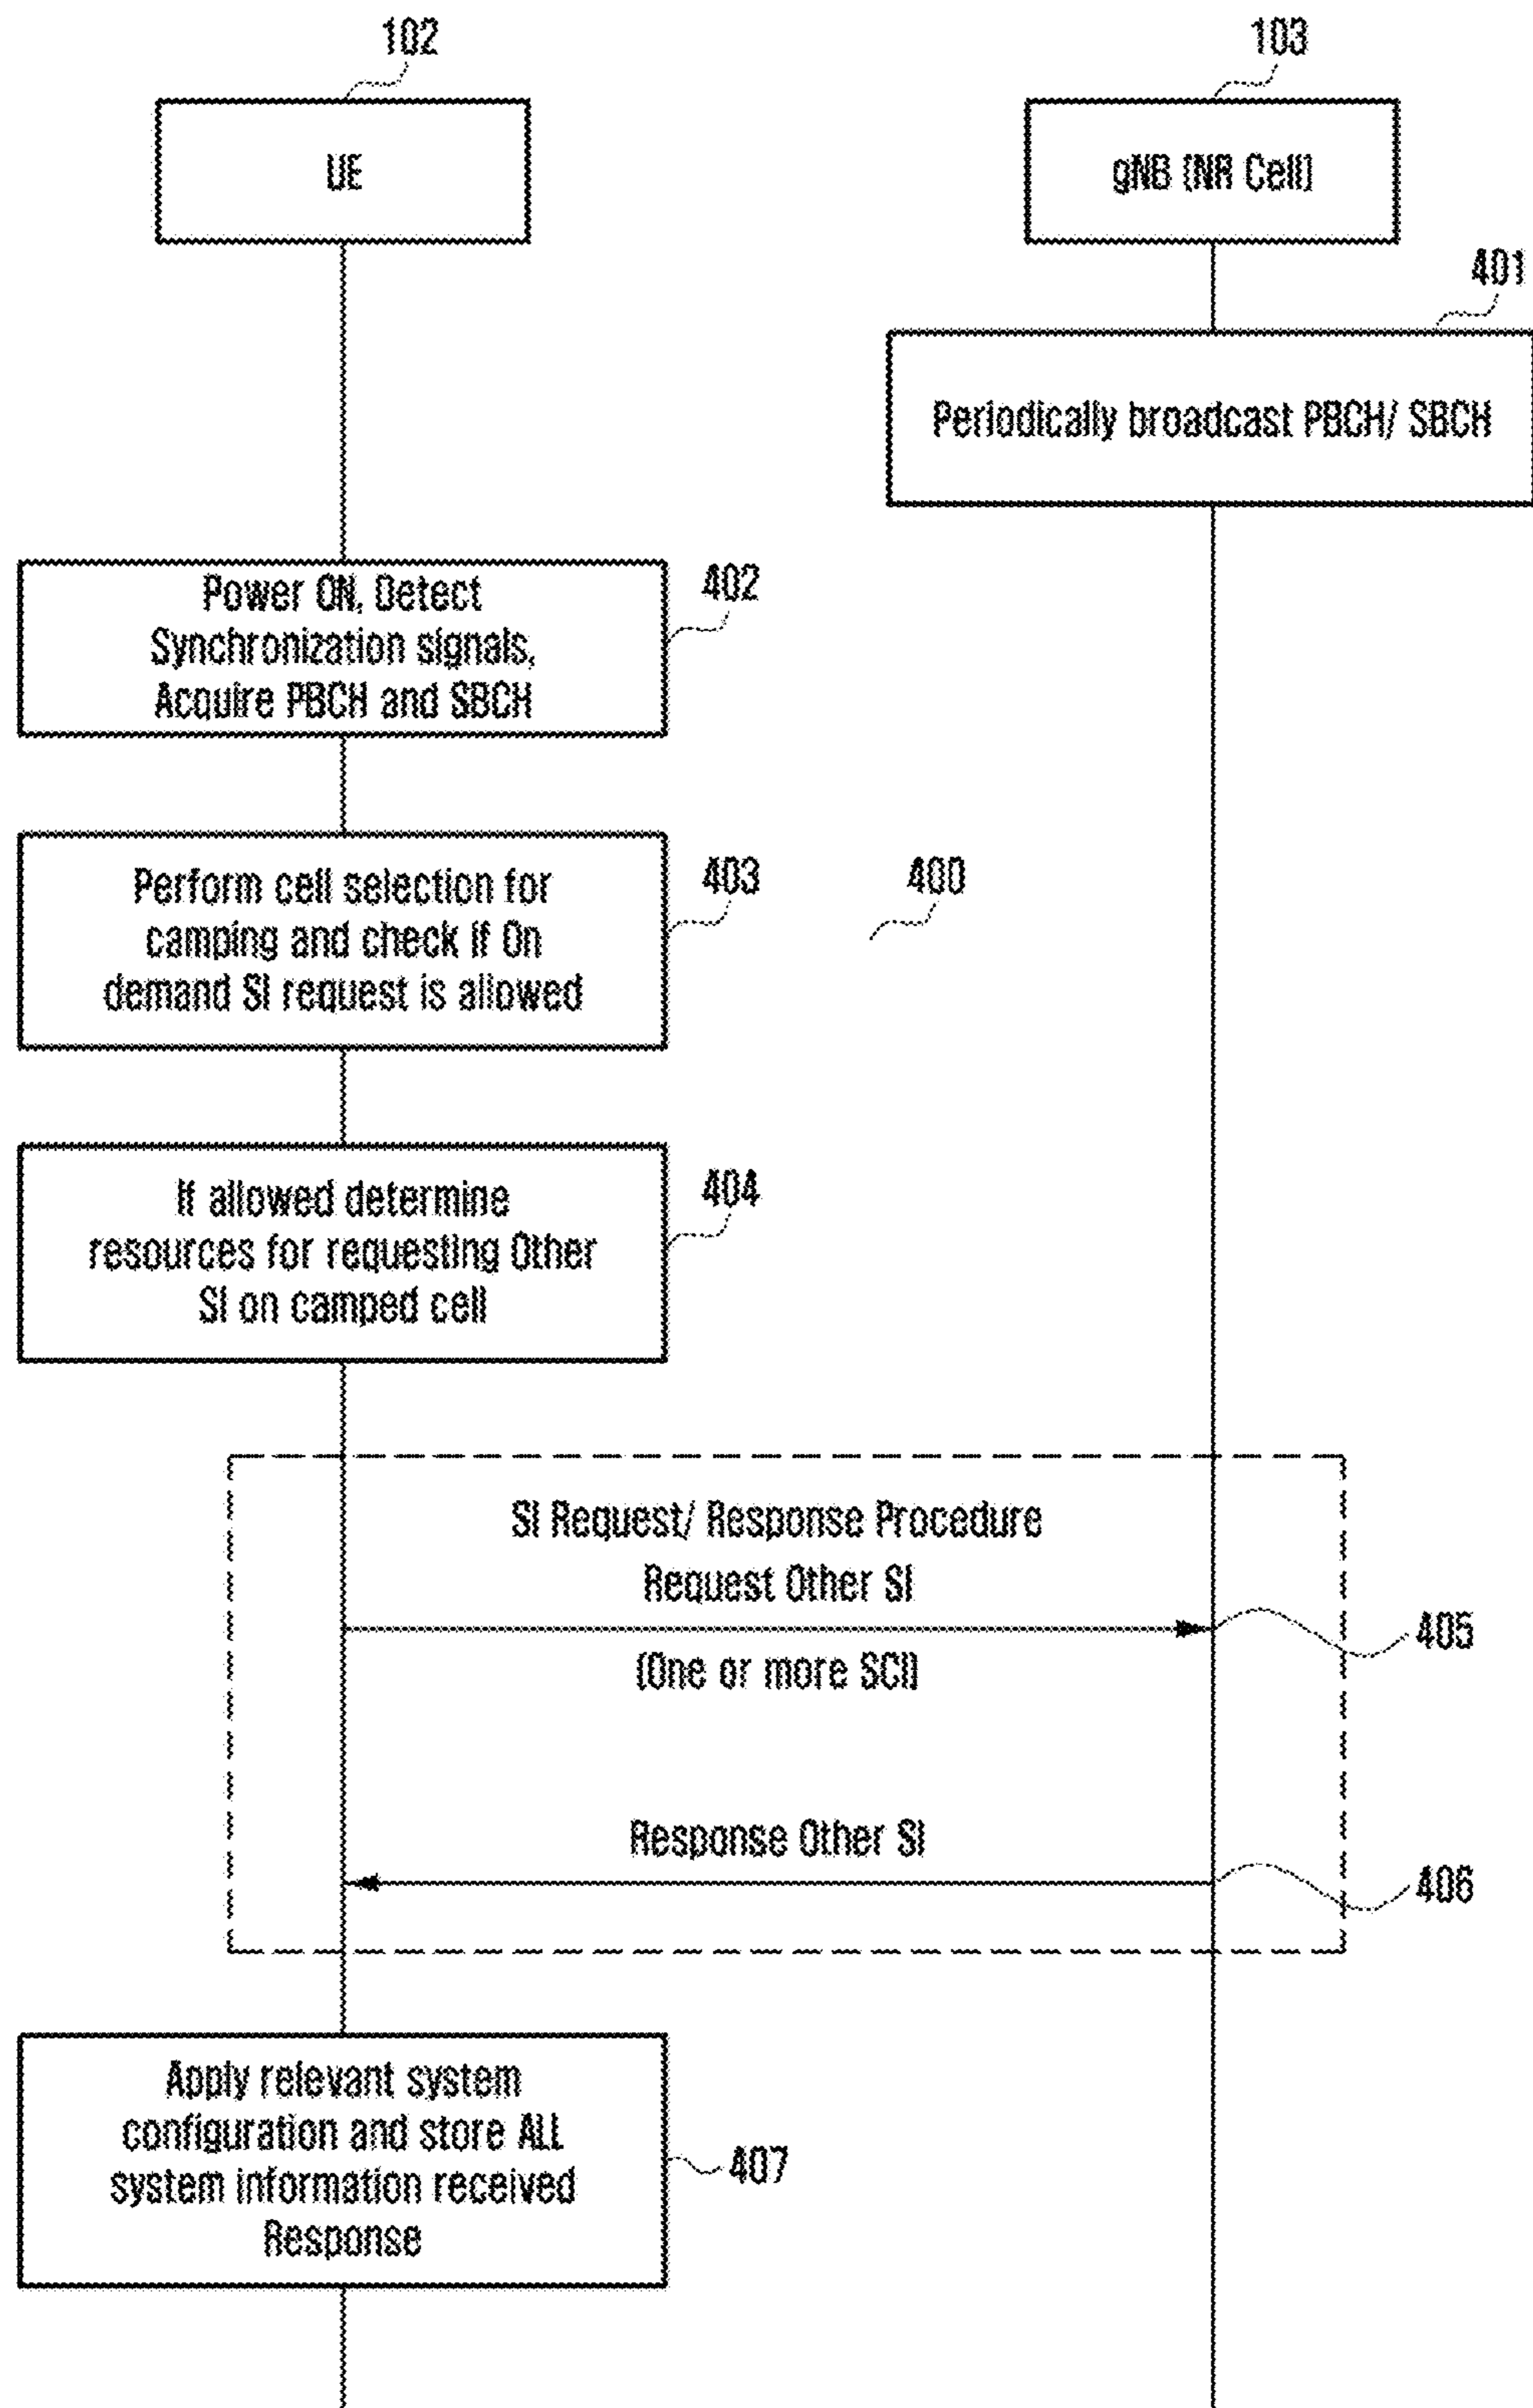 102
103
UE
gNB (NR Cell)
401
Periodically broadcast PBCH/ SBCH
Power ON, Detect
Synchronization signals,
Acquire PBCH and SBCH
402
Perform cell selection for
camping and check if On
demand SI request is allowed
403
400
If allowed determine
resources for requesting Other
SI on camped cell
404
SI Request/ Response Procedure
Request Other SI
405
(One or more SCI)
Response Other SI
406
Apply relevant system
configuration and store ALL
system information received
Response
407